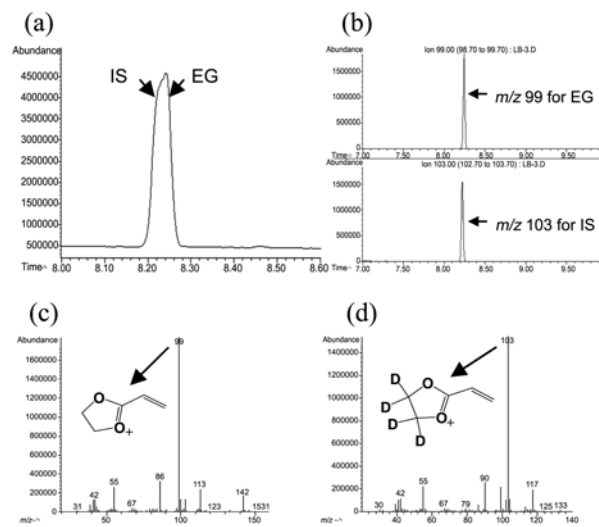 (a)
Abundance
4500000
4000000
3500000
3000000
2500000
2000000
1500000
1000000
500000
IS
EG
Time->
8.00 8.10 8.20 8.30 8.40 8.50 8.60
(b)
Abundance
Ion 99.00 (98.70 to 99.70) : LB-3.D
1500000
1000000
500000
0
m/z 99 for EG
7.00 7.50 8.00 8.50 9.00 9.50
Time->
Abundance
Ion 103.00 (102.70 to 103.70) : LB-3.D
1500000
1000000
500000
0
m/z 103 for IS
Time->
7.00 7.50 8.00 8.50 9.00 9.50
(c)
Abundance
1600000
1400000
1200000
1000000
800000
600000
400000
200000
0
99
O
O+
31 42 55 67 86 113 123 142 1531
m/z-->
50 100 150
(d)
Abundance
1400000
1200000
1000000
800000
600000
400000
200000
0
103
D
D
D
D
O
O+
30 42 55 67 79 90 117 125 133
m/z-->
40 60 80 100 120